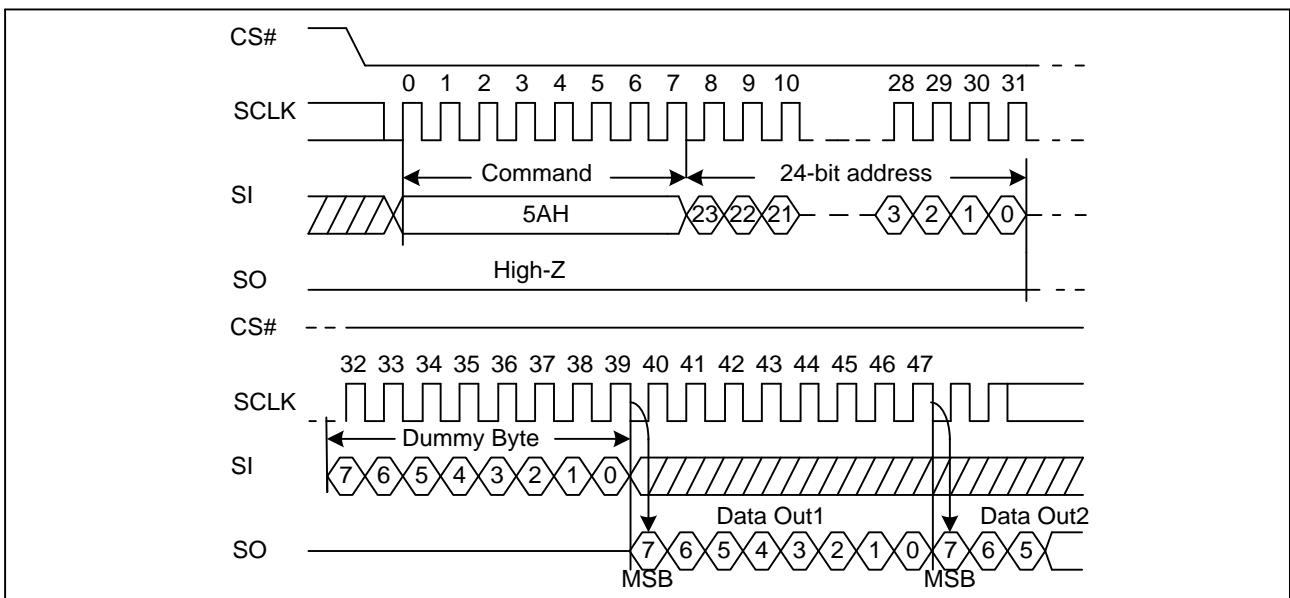 CS#
0 1 2 3 4 5 6 7 8 9 10 28 29 30 31
SCLK
Command 24-bit address
SI
5AH 23 22 21 3 2 1 0
High-Z
SO
CS#
32 33 34 35 36 37 38 39 40 41 42 43 44 45 46 47
SCLK
Dummy Byte
SI
7 6 5 4 3 2 1 0
Data Out1 Data Out2
SO
7 6 5 4 3 2 1 0 7 6 5
MSB MSB